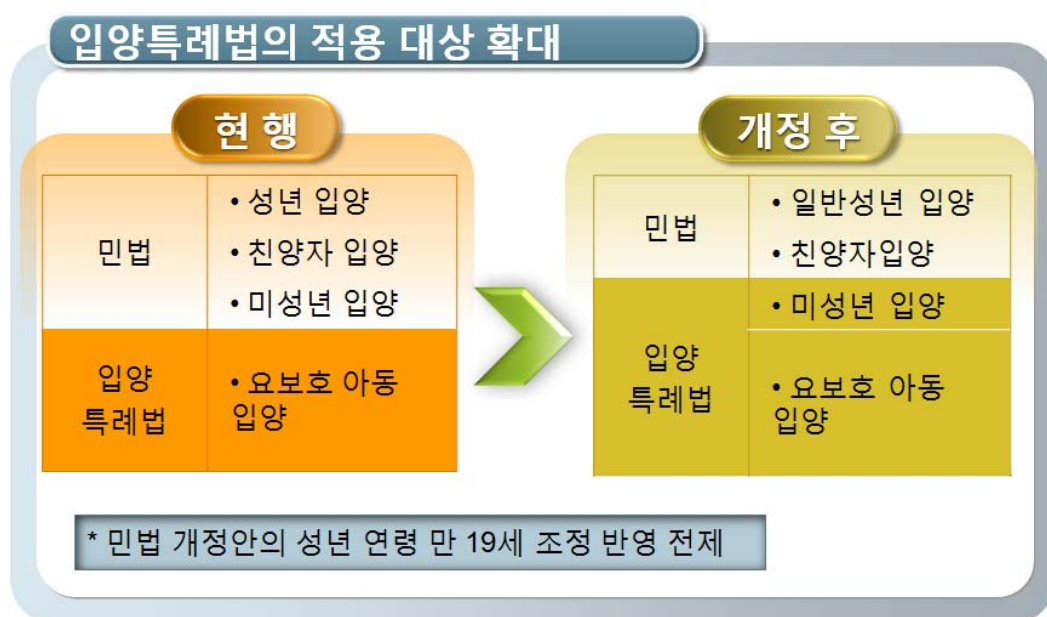 입양특례법의 적용 대상 확대
현 행
민법
• 성년 입양
• 친양자 입양
• 미성년 입양
입양
특례법
• 요보호 아동
입양
개정 후
민법
• 일반성년 입양
• 친양자입양
입양
특례법
• 미성년 입양
• 요보호 아동
입양
* 민법 개정안의 성년 연령 만 19세 조정 반영 전제